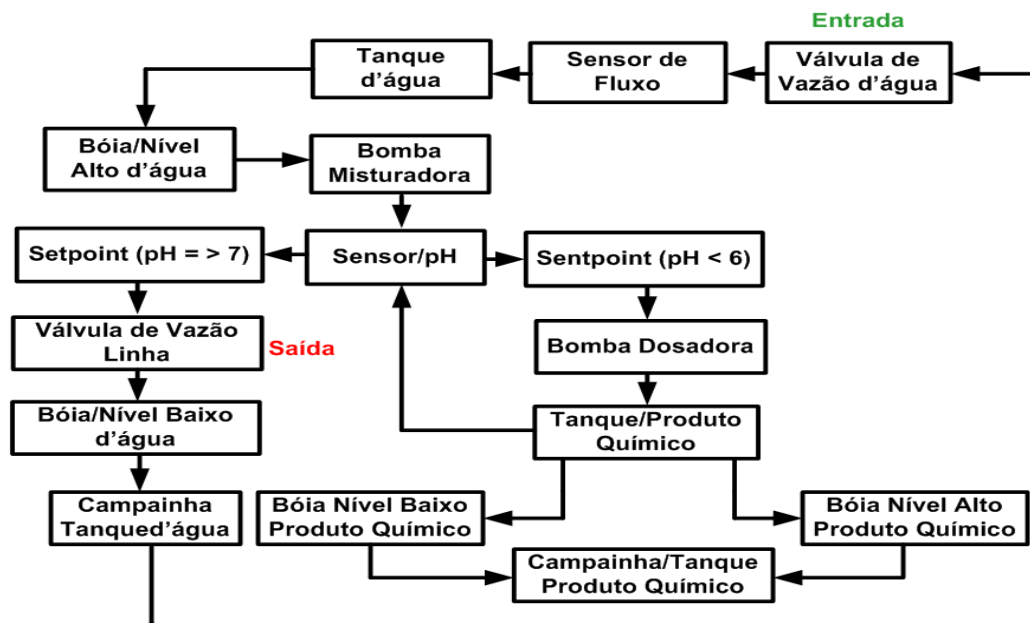 Entrada
Tanque
d'água
Sensor de
Fluxo
Válvula de
Vazão d'água
Bóia/Nível
Alto d'água
Bomba
Misturadora
Setpoint (pH = > 7)
Sensor/pH
Sentpoint (pH < 6)
Válvula de Vazão
Linha
Saída
Bomba Dosadora
Bóia/Nível Baixo
d'água
Tanque/Produto
Químico
Campainha
Tanqued'água
Bóia Nível Baixo
Produto Químico
Bóia Nível Alto
Produto Químico
Campainha/Tanque
Produto Químico